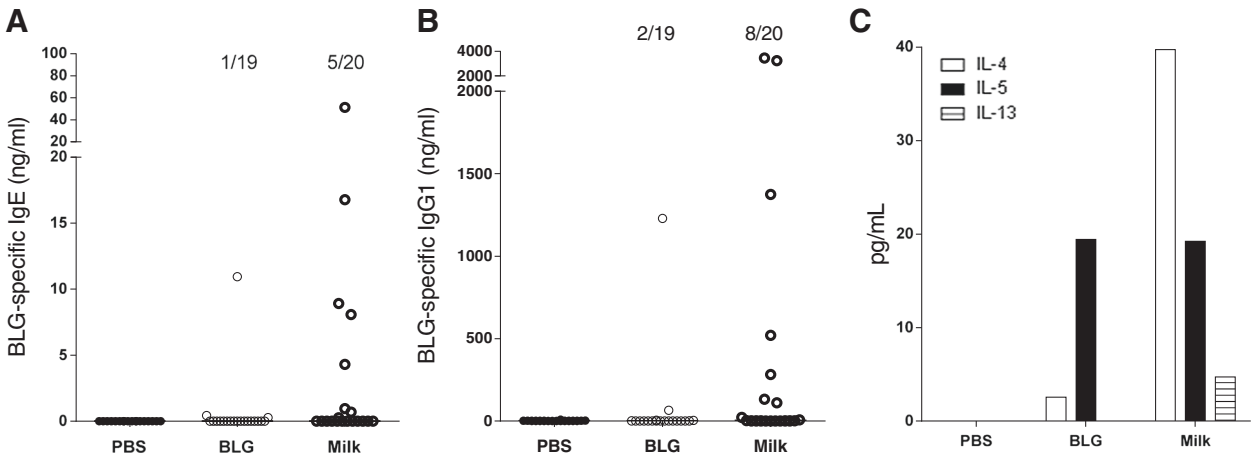 A
1/19 5/20
BLG-specific IgE (ng/ml)
100
80
60
40
20
20
15
10
5
0
PBS BLG Milk
B
2/19 8/20
BLG-specific IgG1 (ng/ml)
4000
2000
2000
1500
1000
500
0
PBS BLG Milk
C
IL-4
IL-5
IL-13
pg/mL
40
30
20
10
0
PBS BLG Milk